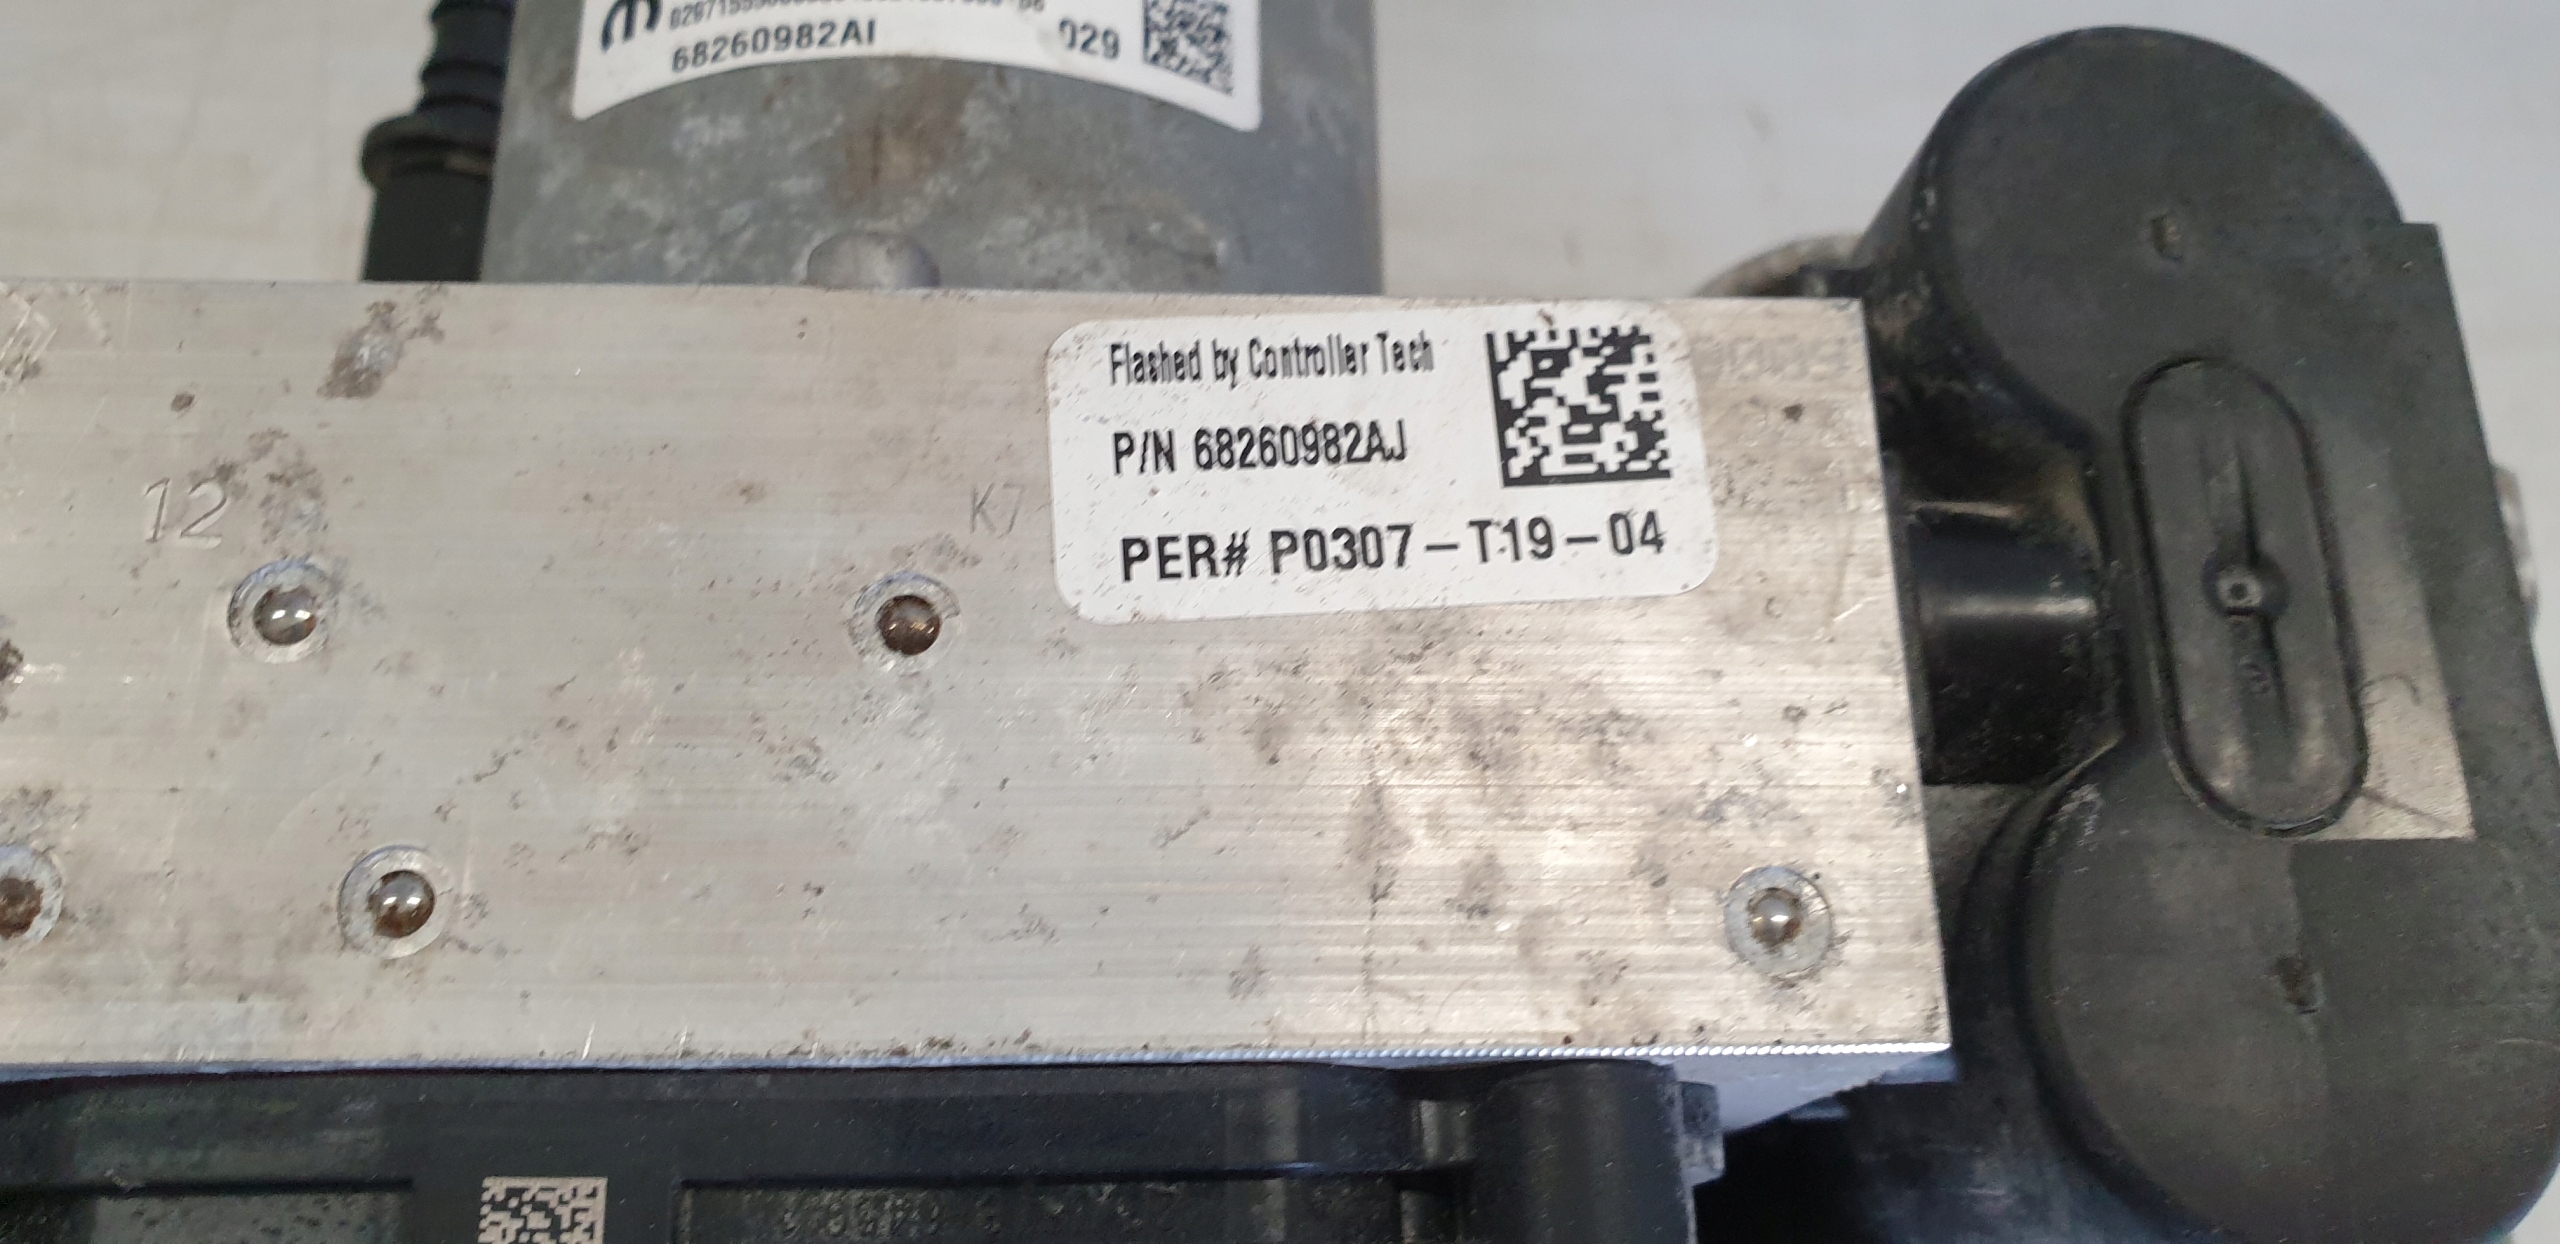 68260982AI
029
Flashed by Controller Tech
P/N 68260982AJ
12
K7
PER# P0307-T19-04